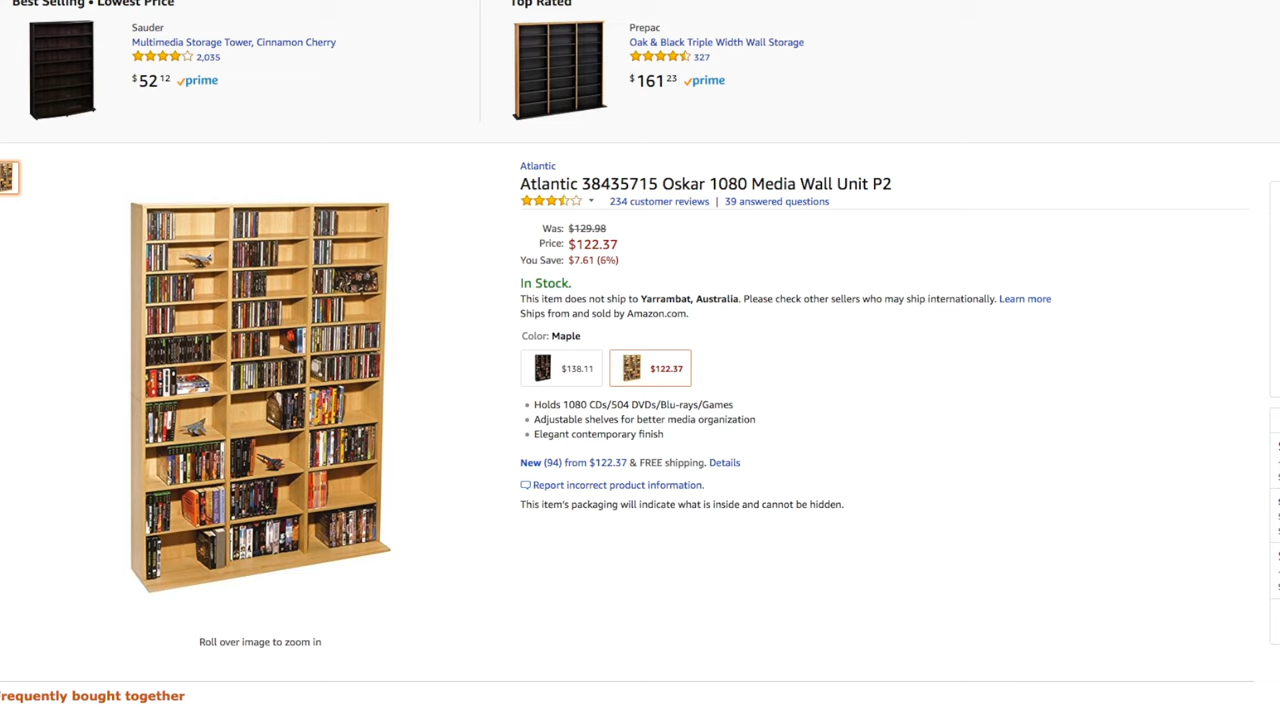 Best Selling • Lowest Price
Sauder
Multimedia Storage Tower, Cinnamon Cherry
2,035
$52 12 prime
Top Rated
Prepac
Oak & Black Triple Width Wall Storage
327
$161 23 prime
Atlantic
Atlantic 38435715 Oskar 1080 Media Wall Unit P2
234 customer reviews | 39 answered questions
Was: $129.98
Price: $122.37
You Save: $7.61 (6%)
In Stock.
This item does not ship to Yarrambat, Australia. Please check other sellers who may ship internationally. Learn more
Ships from and sold by Amazon.com.
Color: Maple
$138.11 $122.37
• Holds 1080 CDs/504 DVDs/Blu-rays/Games
• Adjustable shelves for better media organization
• Elegant contemporary finish
New (94) from $122.37 & FREE shipping. Details
Report incorrect product information.
This item's packaging will indicate what is inside and cannot be hidden.
Roll over image to zoom in
requently bought together